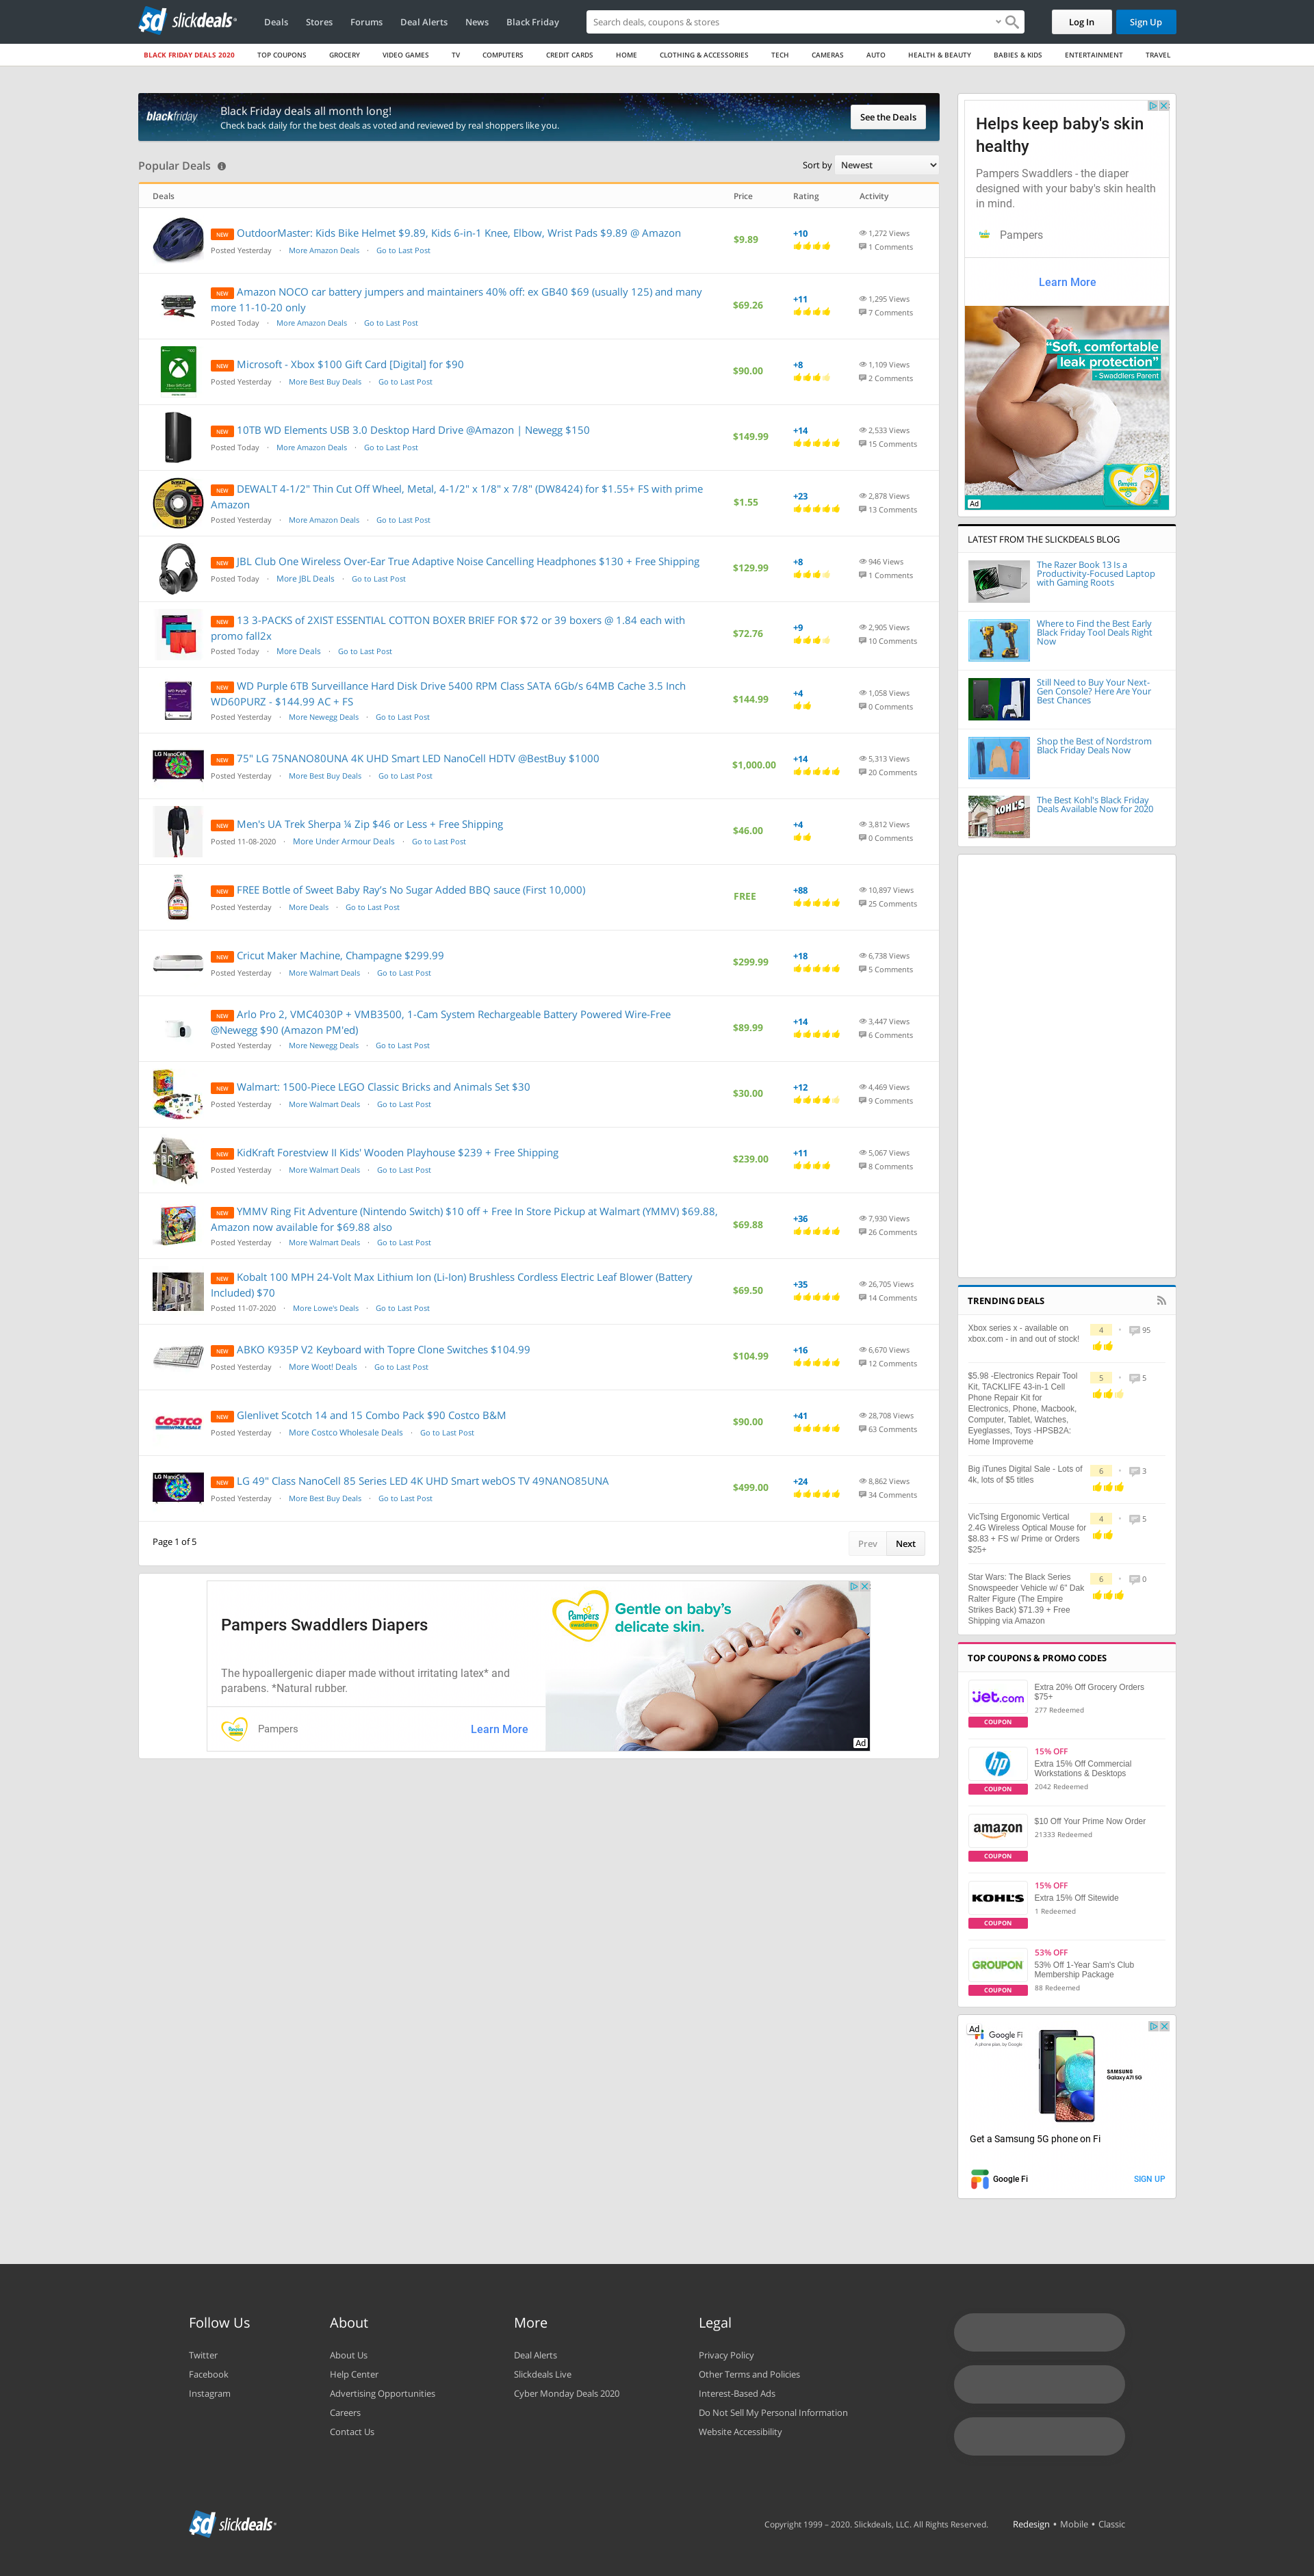 slickdeals
Deals
Stores
Forums
Deal Alerts
News
Black Friday
Search deals, coupons & stores
Log In
Sign Up
BLACK FRIDAY DEALS 2020
TOP COUPONS
GROCERY
VIDEO GAMES
TV
COMPUTERS
CREDIT CARDS
HOME
CLOTHING & ACCESSORIES
TECH
CAMERAS
AUTO
HEALTH & BEAUTY
BABIES & KIDS
ENTERTAINMENT
TRAVEL
blackfriday
Black Friday deals all month long!
Check back daily for the best deals as voted and reviewed by real shoppers like you.
See the Deals
Popular Deals
Sort by Newest
Deals Price Rating Activity
NEW OutdoorMaster: Kids Bike Helmet $9.89, Kids 6-in-1 Knee, Elbow, Wrist Pads $9.89 @ Amazon
Posted Yesterday · More Amazon Deals · Go to Last Post
$9.89
+10
1,272 Views
1 Comments
NEW Amazon NOCO car battery jumpers and maintainers 40% off: ex GB40 $69 (usually 125) and many
more 11-10-20 only
Posted Today · More Amazon Deals · Go to Last Post
$69.26
+11
1,295 Views
7 Comments
NEW Microsoft - Xbox $100 Gift Card [Digital] for $90
Posted Yesterday · More Best Buy Deals · Go to Last Post
$90.00
+8
1,109 Views
2 Comments
NEW 10TB WD Elements USB 3.0 Desktop Hard Drive @Amazon | Newegg $150
Posted Today · More Amazon Deals · Go to Last Post
$149.99
+14
2,533 Views
15 Comments
NEW DEWALT 4-1/2" Thin Cut Off Wheel, Metal, 4-1/2" x 1/8" x 7/8" (DW8424) for $1.55+ FS with prime
Amazon
Posted Yesterday · More Amazon Deals · Go to Last Post
$1.55
+23
2,878 Views
13 Comments
NEW JBL Club One Wireless Over-Ear True Adaptive Noise Cancelling Headphones $130 + Free Shipping
Posted Today · More JBL Deals · Go to Last Post
$129.99
+8
946 Views
1 Comments
NEW 13 3-PACKS of 2XIST ESSENTIAL COTTON BOXER BRIEF FOR $72 or 39 boxers @ 1.84 each with
promo fall2x
Posted Today · More Deals · Go to Last Post
$72.76
+9
2,905 Views
10 Comments
NEW WD Purple 6TB Surveillance Hard Disk Drive 5400 RPM Class SATA 6Gb/s 64MB Cache 3.5 Inch
WD60PURZ - $144.99 AC + FS
Posted Yesterday · More Newegg Deals · Go to Last Post
$144.99
+4
1,058 Views
0 Comments
NEW 75" LG 75NANO80UNA 4K UHD Smart LED NanoCell HDTV @BestBuy $1000
Posted Yesterday · More Best Buy Deals · Go to Last Post
$1,000.00
+14
5,313 Views
20 Comments
NEW Men's UA Trek Sherpa ¼ Zip $46 or Less + Free Shipping
Posted 11-08-2020 · More Under Armour Deals · Go to Last Post
$46.00
+4
3,812 Views
0 Comments
NEW FREE Bottle of Sweet Baby Ray's No Sugar Added BBQ sauce (First 10,000)
Posted Yesterday · More Deals · Go to Last Post
FREE
+88
10,897 Views
25 Comments
NEW Cricut Maker Machine, Champagne $299.99
Posted Yesterday · More Walmart Deals · Go to Last Post
$299.99
+18
6,738 Views
5 Comments
NEW Arlo Pro 2, VMC4030P + VMB3500, 1-Cam System Rechargeable Battery Powered Wire-Free
@Newegg $90 (Amazon PM'ed)
Posted Yesterday · More Newegg Deals · Go to Last Post
$89.99
+14
3,447 Views
6 Comments
NEW Walmart: 1500-Piece LEGO Classic Bricks and Animals Set $30
Posted Yesterday · More Walmart Deals · Go to Last Post
$30.00
+12
4,469 Views
9 Comments
NEW KidKraft Forestview II Kids' Wooden Playhouse $239 + Free Shipping
Posted Yesterday · More Walmart Deals · Go to Last Post
$239.00
+11
5,067 Views
8 Comments
NEW YMMV Ring Fit Adventure (Nintendo Switch) $10 off + Free In Store Pickup at Walmart (YMMV) $69.88,
Amazon now available for $69.88 also
Posted Yesterday · More Walmart Deals · Go to Last Post
$69.88
+36
7,930 Views
26 Comments
NEW Kobalt 100 MPH 24-Volt Max Lithium Ion (Li-Ion) Brushless Cordless Electric Leaf Blower (Battery
Included) $70
Posted 11-07-2020 · More Lowe's Deals · Go to Last Post
$69.50
+35
26,705 Views
14 Comments
NEW ABKO K935P V2 Keyboard with Topre Clone Switches $104.99
Posted Yesterday · More Woot! Deals · Go to Last Post
$104.99
+16
6,670 Views
12 Comments
COSTCO
WHOLESALE
NEW Glenlivet Scotch 14 and 15 Combo Pack $90 Costco B&M
Posted Yesterday · More Costco Wholesale Deals · Go to Last Post
$90.00
+41
28,708 Views
63 Comments
NEW LG 49" Class NanoCell 85 Series LED 4K UHD Smart webOS TV 49NANO85UNA
Posted Yesterday · More Best Buy Deals · Go to Last Post
$499.00
+24
8,862 Views
34 Comments
Page 1 of 5
Prev
Next
Pampers Swaddlers Diapers
The hypoallergenic diaper made without irritating latex* and
parabens. *Natural rubber.
Pampers
Learn More
Pampers
swaddlers
Gentle on baby's
delicate skin.
Ad
Helps keep baby's skin
healthy
Pampers Swaddlers - the diaper
designed with your baby's skin health
in mind.
Pampers
Learn More
"Soft, comfortable
leak protection"
- Swaddlers Parent
Ad
LATEST FROM THE SLICKDEALS BLOG
The Razer Book 13 Is a
Productivity-Focused Laptop
with Gaming Roots
Where to Find the Best Early
Black Friday Tool Deals Right
Now
Still Need to Buy Your Next-
Gen Console? Here Are Your
Best Chances
Shop the Best of Nordstrom
Black Friday Deals Now
KOHL'S
The Best Kohl's Black Friday
Deals Available Now for 2020
TRENDING DEALS
Xbox series x - available on
xbox.com - in and out of stock!
4 · 95
$5.98 -Electronics Repair Tool
Kit, TACKLIFE 43-in-1 Cell
Phone Repair Kit for
Electronics, Phone, Macbook,
Computer, Tablet, Watches,
Eyeglasses, Toys -HPSB2A:
Home Improveme
5 · 5
Big iTunes Digital Sale - Lots of
4k, lots of $5 titles
6 · 3
VicTsing Ergonomic Vertical
2.4G Wireless Optical Mouse for
$8.83 + FS w/ Prime or Orders
$25+
4 · 5
Star Wars: The Black Series
Snowspeeder Vehicle w/ 6" Dak
Ralter Figure (The Empire
Strikes Back) $71.39 + Free
Shipping via Amazon
6 · 0
TOP COUPONS & PROMO CODES
jet.com
COUPON
Extra 20% Off Grocery Orders
$75+
277 Redeemed
hp
COUPON
15% OFF
Extra 15% Off Commercial
Workstations & Desktops
2042 Redeemed
amazon
COUPON
$10 Off Your Prime Now Order
21333 Redeemed
KOHL'S
COUPON
15% OFF
Extra 15% Off Sitewide
1 Redeemed
GROUPON
COUPON
53% OFF
53% Off 1-Year Sam's Club
Membership Package
88 Redeemed
Ad
Google Fi
A phone plan by Google
SAMSUNG
Galaxy A71 5G
Get a Samsung 5G phone on Fi
Google Fi
SIGN UP
Follow Us
Twitter
Facebook
Instagram
About
About Us
Help Center
Advertising Opportunities
Careers
Contact Us
More
Deal Alerts
Slickdeals Live
Cyber Monday Deals 2020
Legal
Privacy Policy
Other Terms and Policies
Interest-Based Ads
Do Not Sell My Personal Information
Website Accessibility
slickdeals
Copyright 1999 – 2020. Slickdeals, LLC. All Rights Reserved.
Redesign • Mobile • Classic